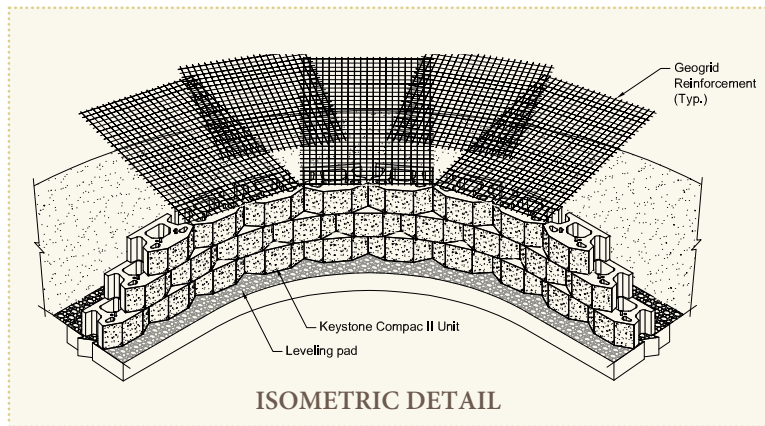 Geogrid
Reinforcement
(Typ.)
Keystone Compac II Unit
Leveling pad
ISOMETRIC DETAIL